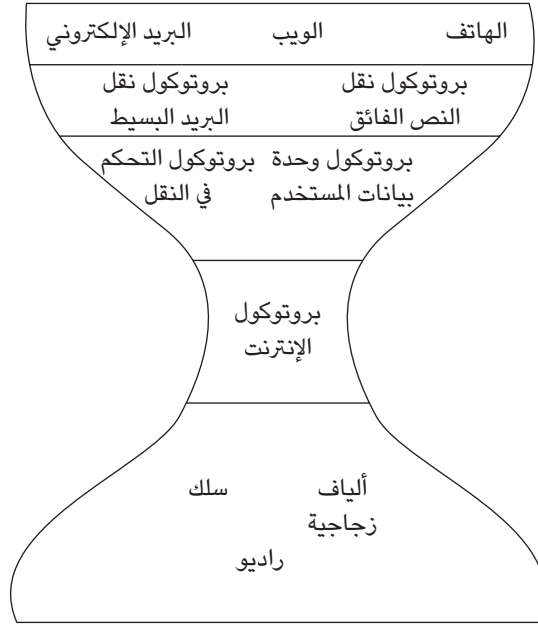 الهاتف الويب البريد الإلكتروني
بروتوكول نقل بروتوكول نقل
النص الفائق البريد البسيط
بروتوكول وحدة بروتوكول التحكم
بيانات المستخدم في النقل
بروتوكول
الإنترنت
ألياف سلك
زجاجية
راديو